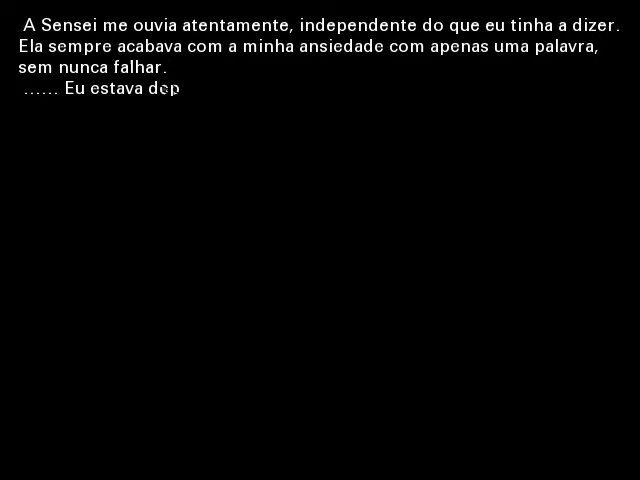 A Sensei me ouvia atentamente, independente do que eu tinha a dizer.
Ela sempre acabava com a minha ansiedade com apenas uma palavra,
sem nunca falhar.
…… Eu estava dep